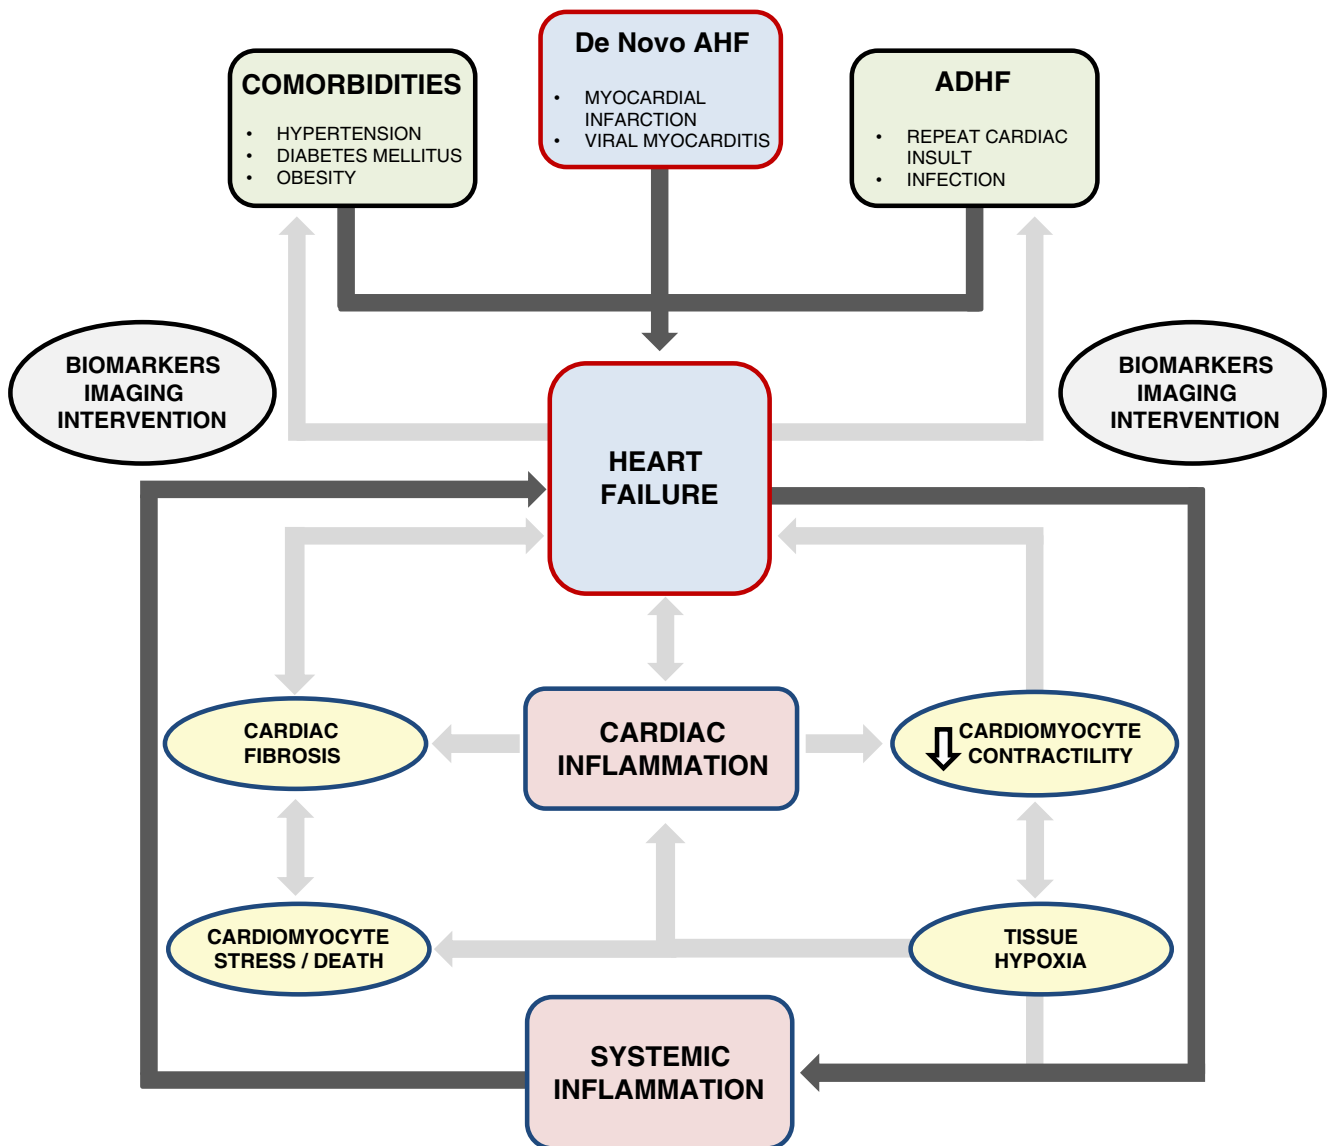 De Novo AHF
• MYOCARDIAL
INFARCTION
• VIRAL MYOCARDITIS
COMORBIDITIES
• HYPERTENSION
• DIABETES MELLITUS
• OBESITY
ADHF
• REPEAT CARDIAC
INSULT
• INFECTION
BIOMARKERS
IMAGING
INTERVENTION
BIOMARKERS
IMAGING
INTERVENTION
HEART
FAILURE
CARDIAC
FIBROSIS
CARDIAC
INFLAMMATION
CARDIOMYOCYTE
CONTRACTILITY
CARDIOMYOCYTE
STRESS / DEATH
TISSUE
HYPOXIA
SYSTEMIC
INFLAMMATION